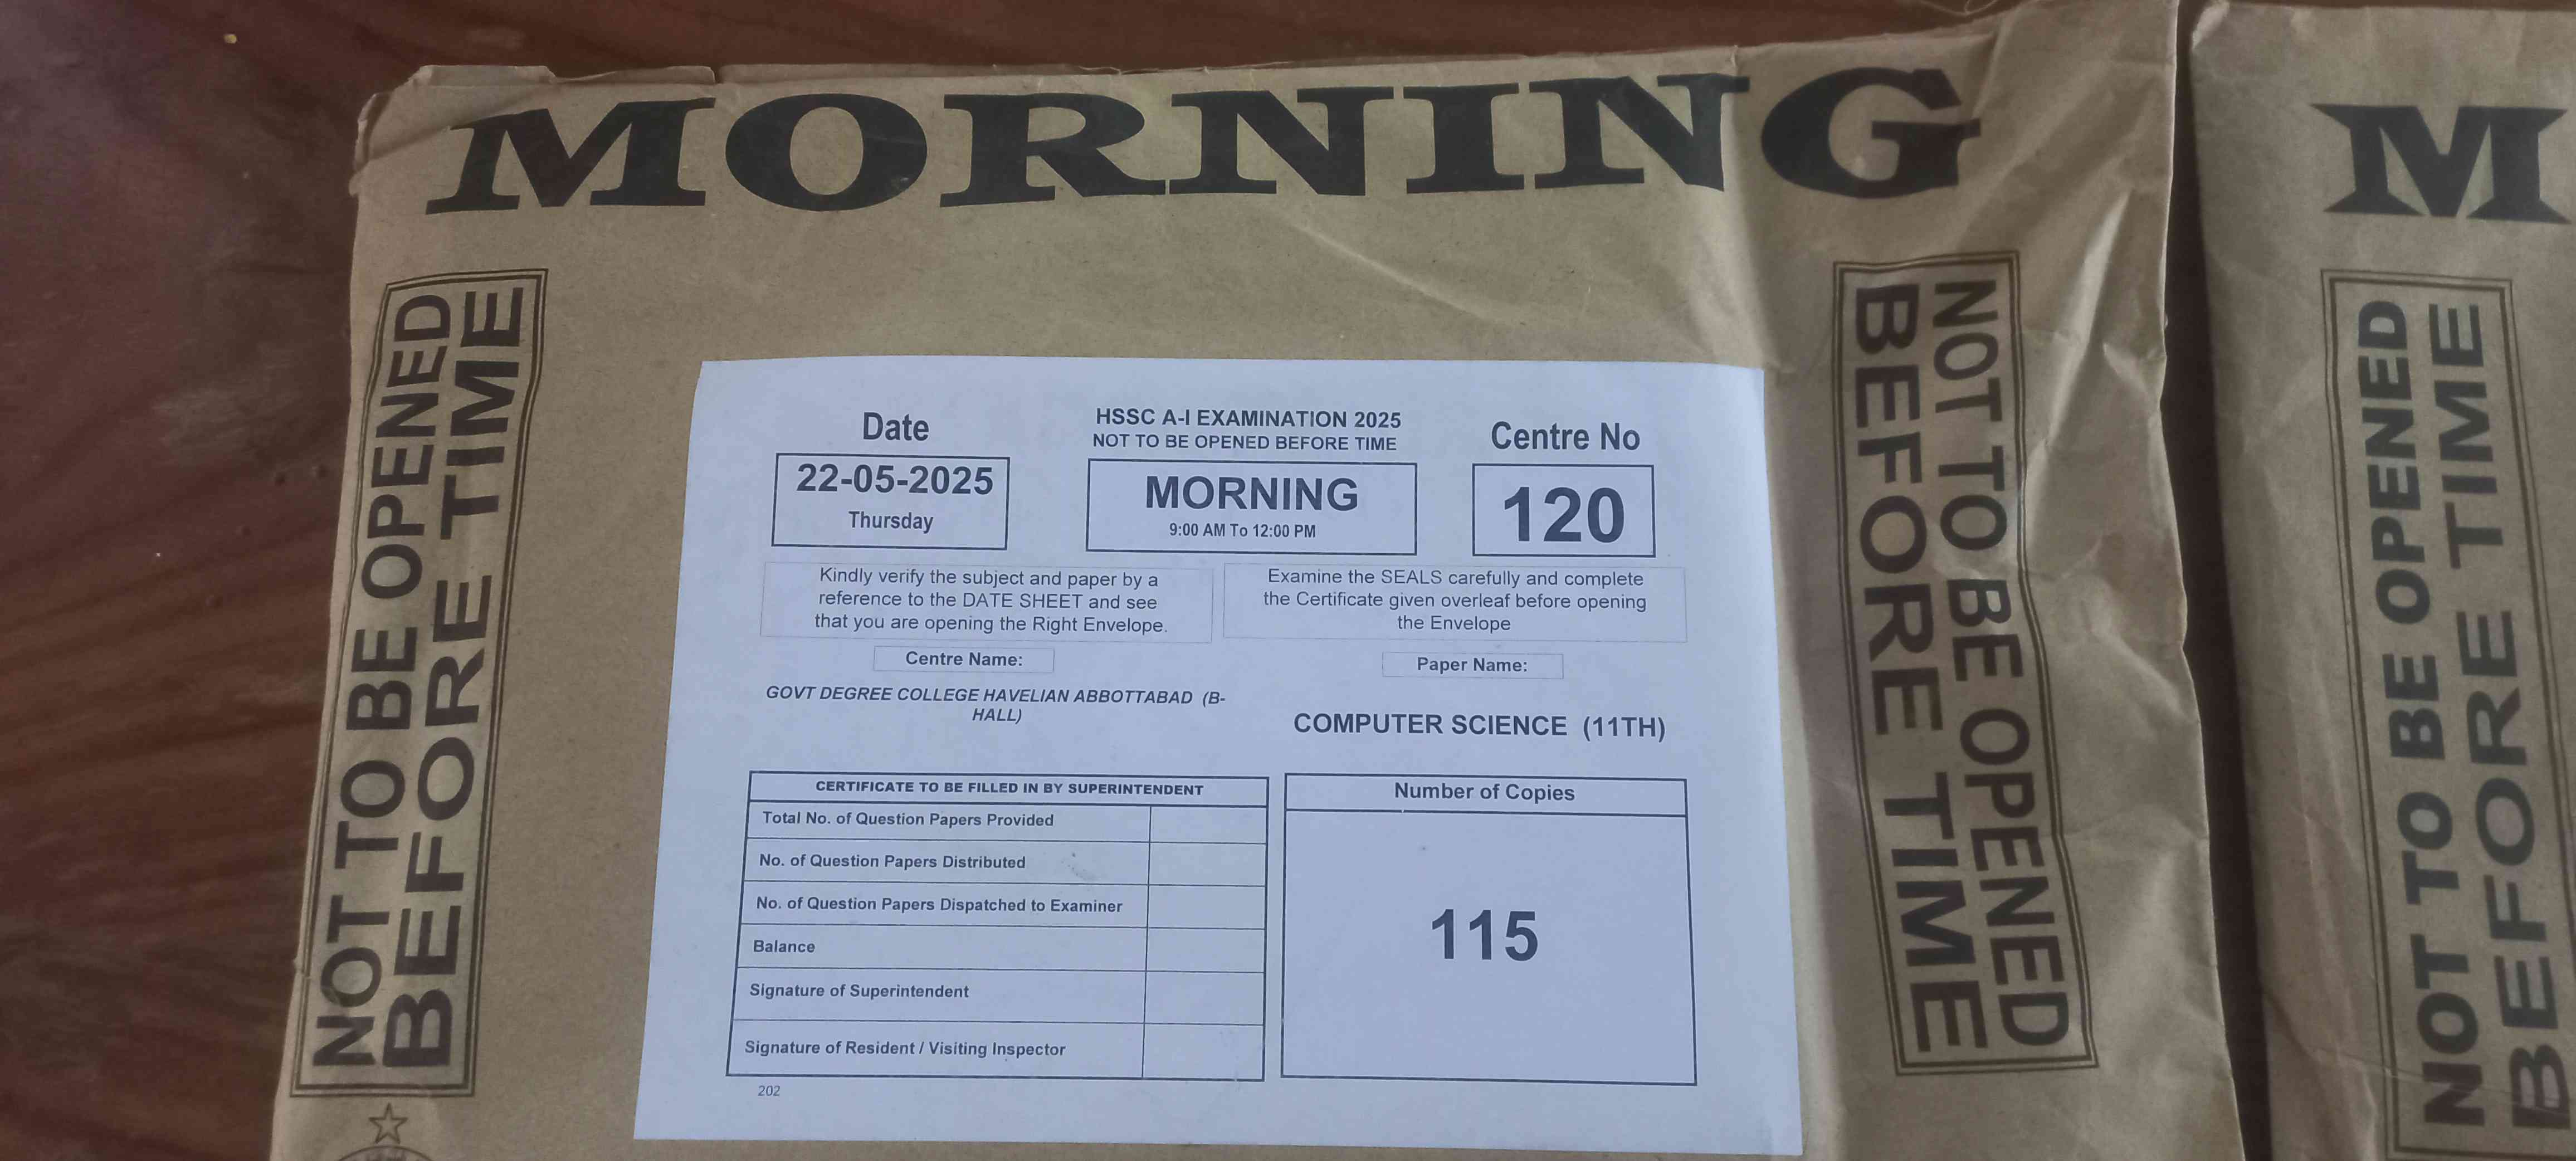 MORNING
NOT TO BE OPENED
BEFORE TIME
Date
22-05-2025
Thursday
HSSC A-I EXAMINATION 2025
NOT TO BE OPENED BEFORE TIME
MORNING
9:00 AM To 12:00 PM
Centre No
120
Kindly verify the subject and paper by a
reference to the DATE SHEET and see
that you are opening the Right Envelope.
Examine the SEALS carefully and complete
the Certificate given overleaf before opening
the Envelope
Centre Name:
GOVT DEGREE COLLEGE HAVELIAN ABBOTTABAD (B-
HALL)
Paper Name:
COMPUTER SCIENCE (11TH)
CERTIFICATE TO BE FILLED IN BY SUPERINTENDENT
Total No. of Question Papers Provided
No. of Question Papers Distributed
No. of Question Papers Dispatched to Examiner
Balance
Signature of Superintendent
Signature of Resident / Visiting Inspector
202
Number of Copies
115
NOT TO BE OPENED
BEFORE TIME
M
NOT TO BE OPENED
BEFORE TIME